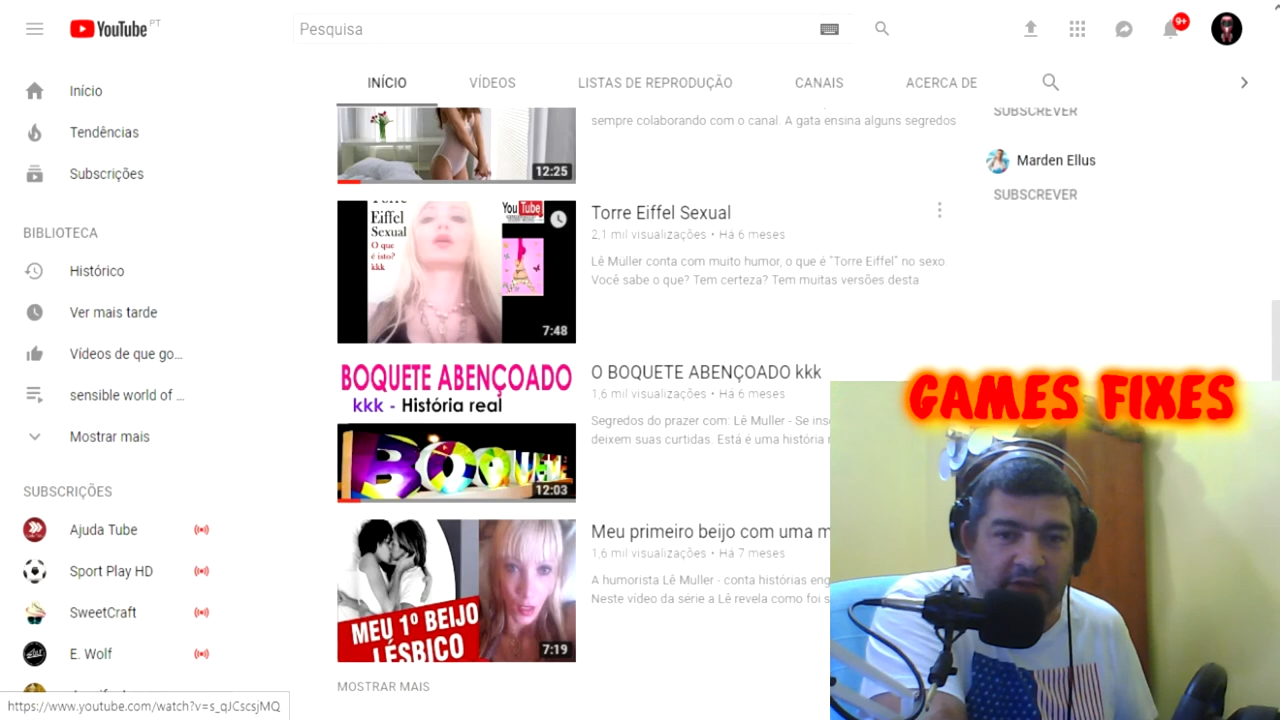 YouTube PT
Pesquisa
9+
INÍCIO
VÍDEOS
LISTAS DE REPRODUÇÃO
CANAIS
ACERCA DE
Início
Tendências
Subscrições
BIBLIOTECA
Histórico
Ver mais tarde
Vídeos de que go...
sensible world of ...
Mostrar mais
SUBSCRIÇÕES
Ajuda Tube
Sport Play HD
SweetCraft
E. Wolf
https://www.youtube.com/watch?v=s_qJCscsjMQ
12:25
sempre colaborando com o canal. A gata ensina alguns segredos
Eiffel
Sexual
O que
é isto?
kkk
You Tube
7:48
Torre Eiffel Sexual
2,1 mil visualizações • Há 6 meses
Lê Muller conta com muito humor, o que é "Torre Eiffel" no sexo
Você sabe o que? Tem certeza? Tem muitas versões desta
BOQUETE ABENÇOADO
kkk - História real
12:03
O BOQUETE ABENÇOADO kkk
1,6 mil visualizações • Há 6 meses
Segredos do prazer com: Lê Muller - Se ins
deixem suas curtidas. Está é uma história
MEU 1º BEIJO
LÉSBICO
7:19
Meu primeiro beijo com uma m
1,6 mil visualizações • Há 7 meses
A humorista Lê Muller - conta histórias eng
Neste vídeo da série a Lê revela como foi s
MOSTRAR MAIS
SUBSCREVER
Marden Ellus
SUBSCREVER
GAMES FIXES